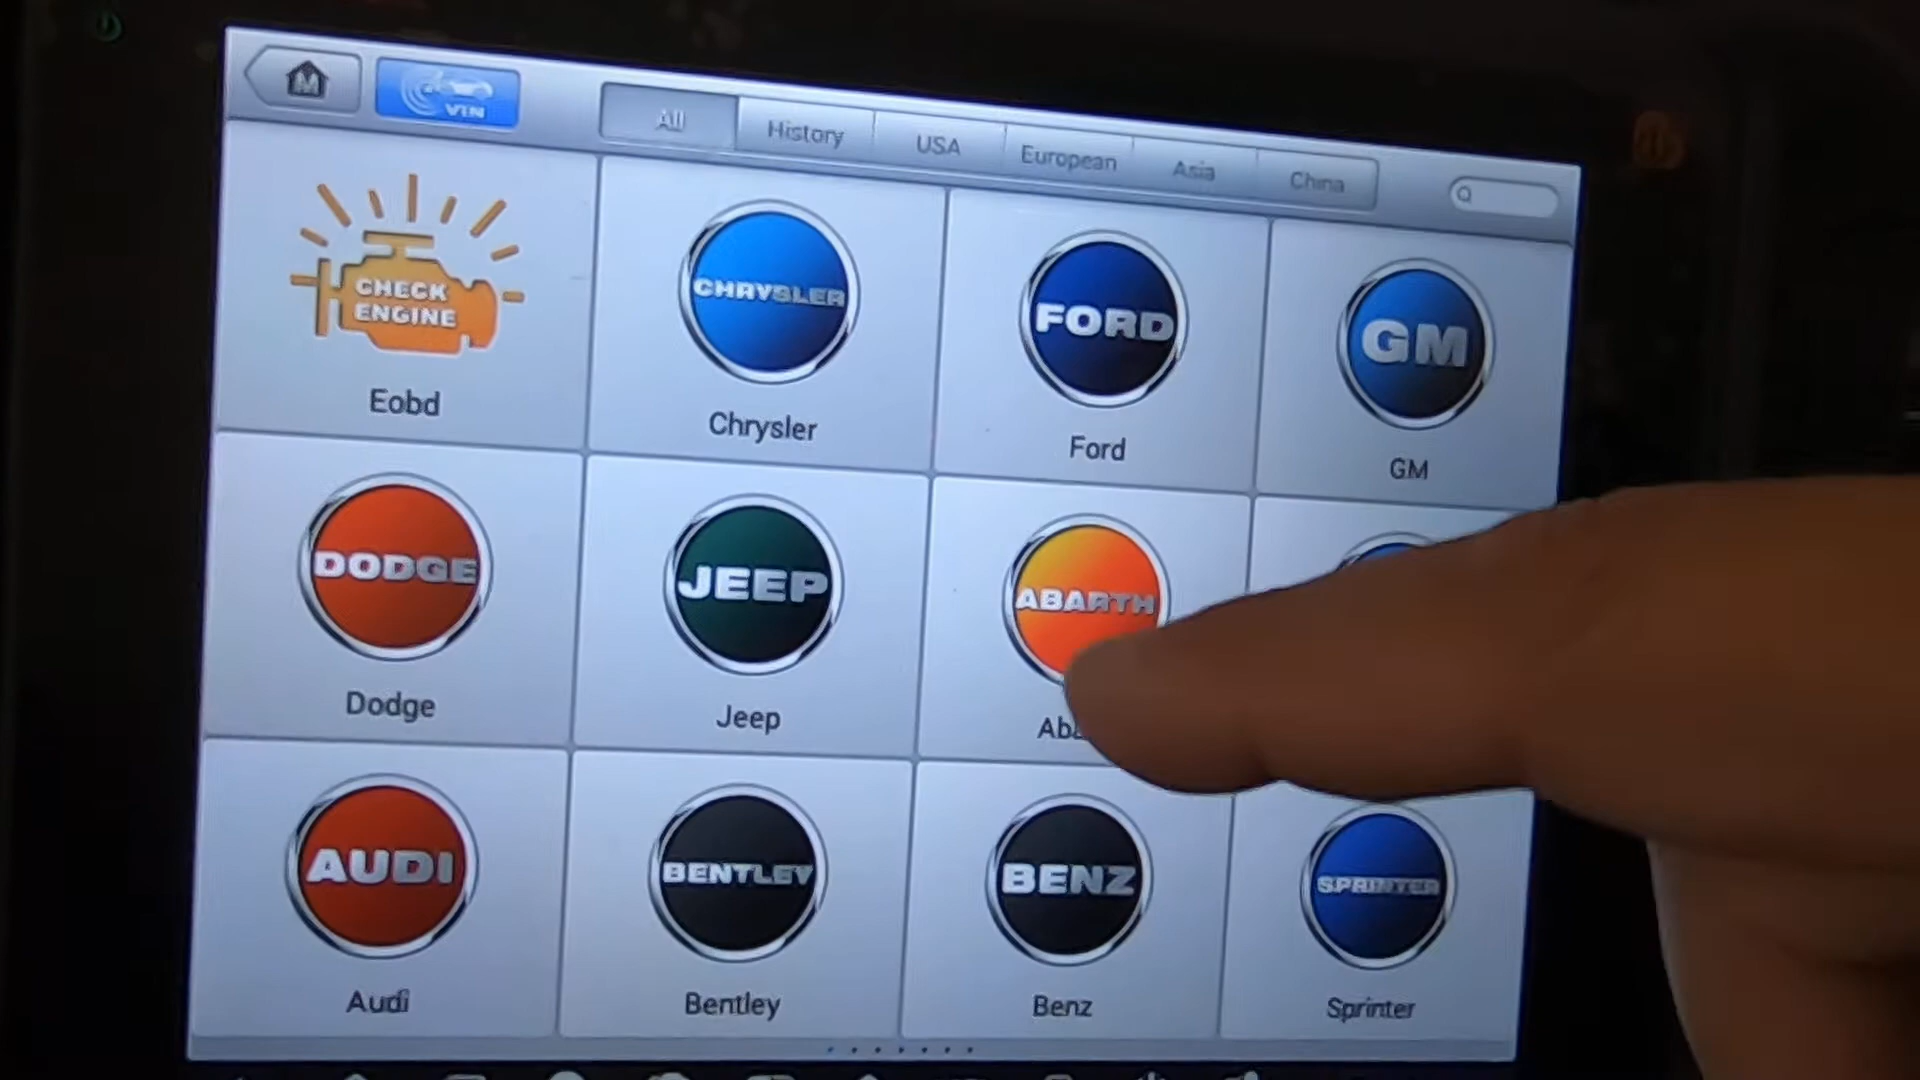 M
VIN
All
History
USA
European
Asia
China
CHECK
ENGINE
Eobd
CHRYSLER
Chrysler
FORD
Ford
GM
GM
DODGE
Dodge
JEEP
Jeep
ABARTH
AUDI
Audi
BENTLEY
Bentley
BENZ
Benz
SPRINTER
Sprinter